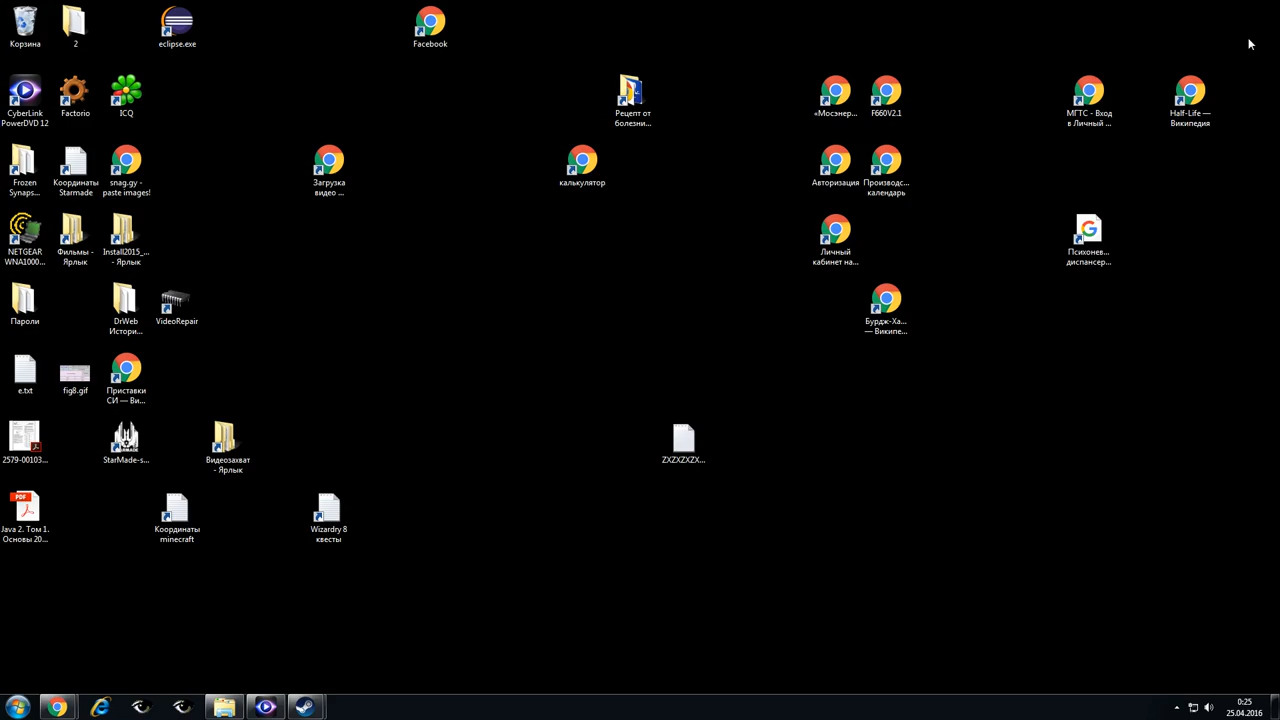 Корзина
2
eclipse.exe
Facebook
CyberLink
PowerDVD 12
Factorio
ICQ
Рецепт от
болезни...
«Мосэнер...
F660V2.1
МГТС - Вход
в Личный ...
Half-Life —
Википедия
Frozen
Synaps...
Координаты
Starmade
snag.gy -
paste images!
Загрузка
видео ...
калькулятор
Авторизация
Производс...
календарь
NETGEAR
WNA1000...
Фильмы -
Ярлык
Install2015_...
- Ярлык
Личный
кабинет на...
Психонев...
диспансер...
Пароли
DrWeb
Истори...
VideoRepair
Бурдж-Ха...
— Википе...
e.txt
fig8.gif
Приставки
СИ — Ви...
2579-00103...
StarMade-s...
Видеозахват
- Ярлык
ZXZXZXZX...
PDF
Java 2. Том 1.
Основы 20...
Координаты
minecraft
Wizardry 8
квесты
0:25
25.04.2016